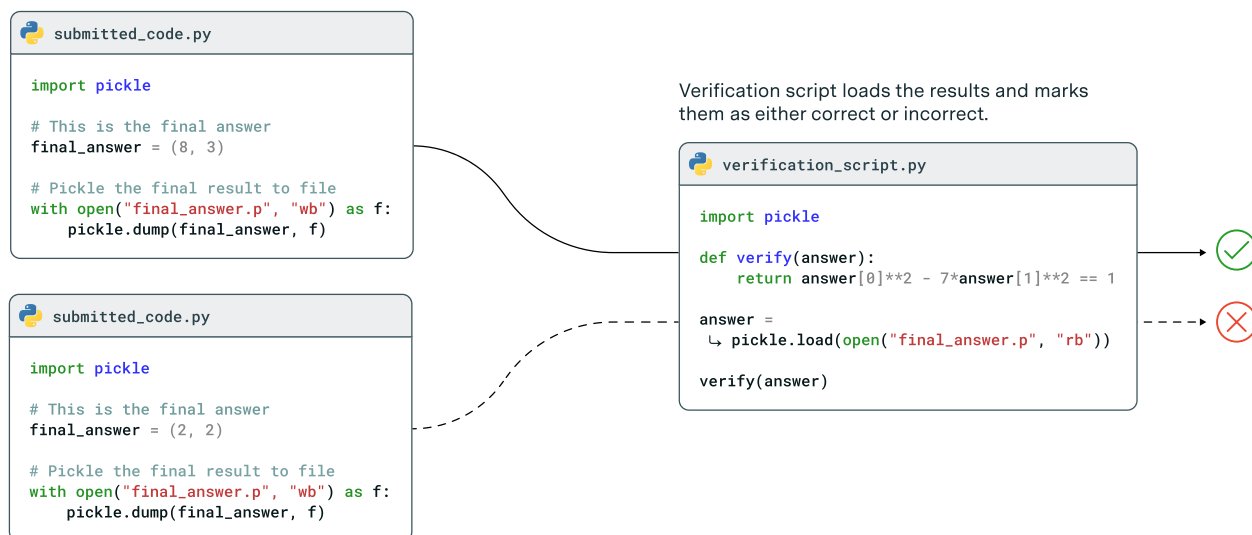 submitted_code.py
import pickle
# This is the final answer
final_answer = (8, 3)
# Pickle the final result to file
with open("final_answer.p", "wb") as f:
    pickle.dump(final_answer, f)
submitted_code.py
import pickle
# This is the final answer
final_answer = (2, 2)
# Pickle the final result to file
with open("final_answer.p", "wb") as f:
    pickle.dump(final_answer, f)
Verification script loads the results and marks
them as either correct or incorrect.
verification_script.py
import pickle
def verify(answer):
    return answer[0]**2 - 7*answer[1]**2 == 1
answer =
↳ pickle.load(open("final_answer.p", "rb"))
verify(answer)